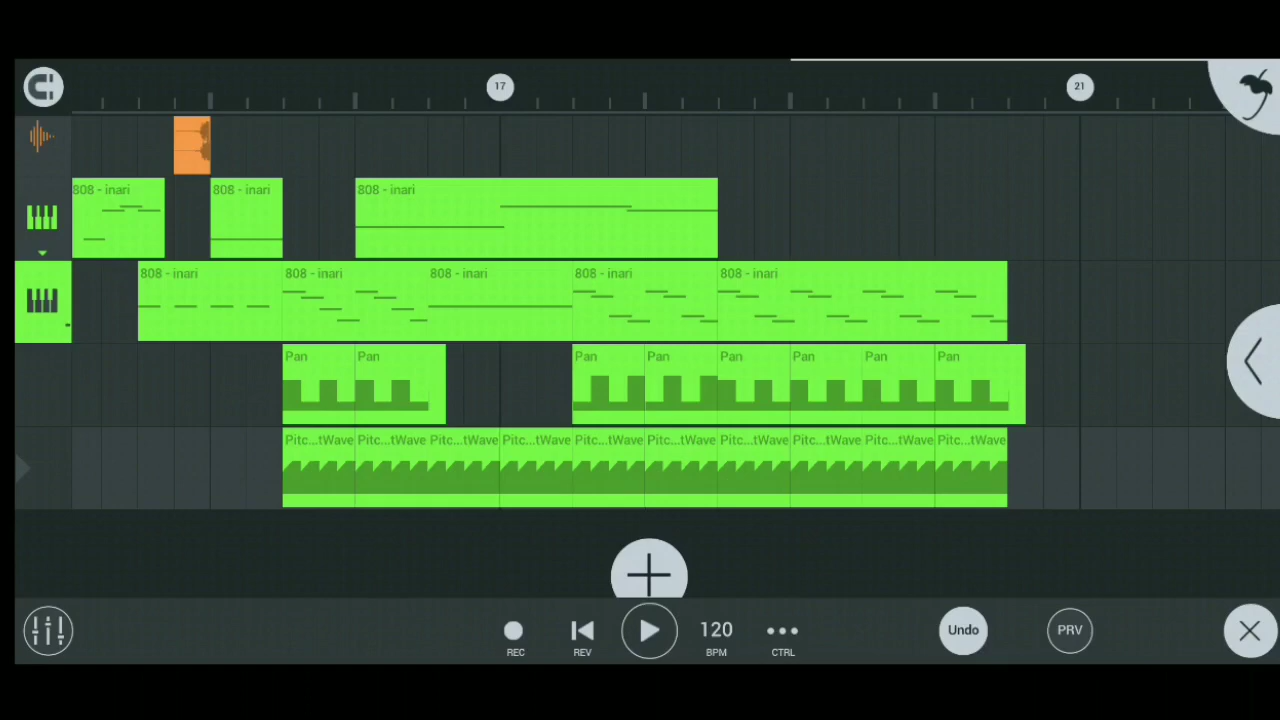 17 21
808 - inari 808 - inari 808 - inari
808 - inari 808 - inari 808 - inari 808 - inari 808 - inari
Pan Pan Pan Pan Pan Pan Pan Pan
Pitc...tWave Pitc...tWave Pitc...tWave Pitc...tWave Pitc...tWave Pitc...tWave Pitc...tWave Pitc...tWave Pitc...tWave Pitc...tWave
120 Undo PRV
REC REV BPM CTRL